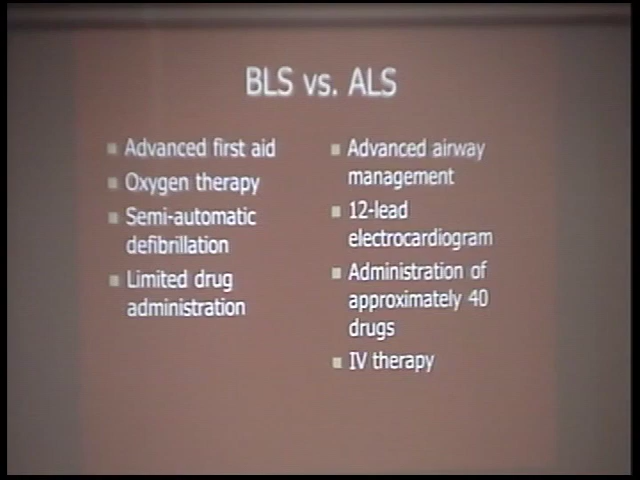 BLS vs. ALS
Advanced first aid
Oxygen therapy
Semi-automatic
defibrillation
Limited drug
administration
Advanced airway
management
12-lead
electrocardiogram
Administration of
approximately 40
drugs
IV therapy